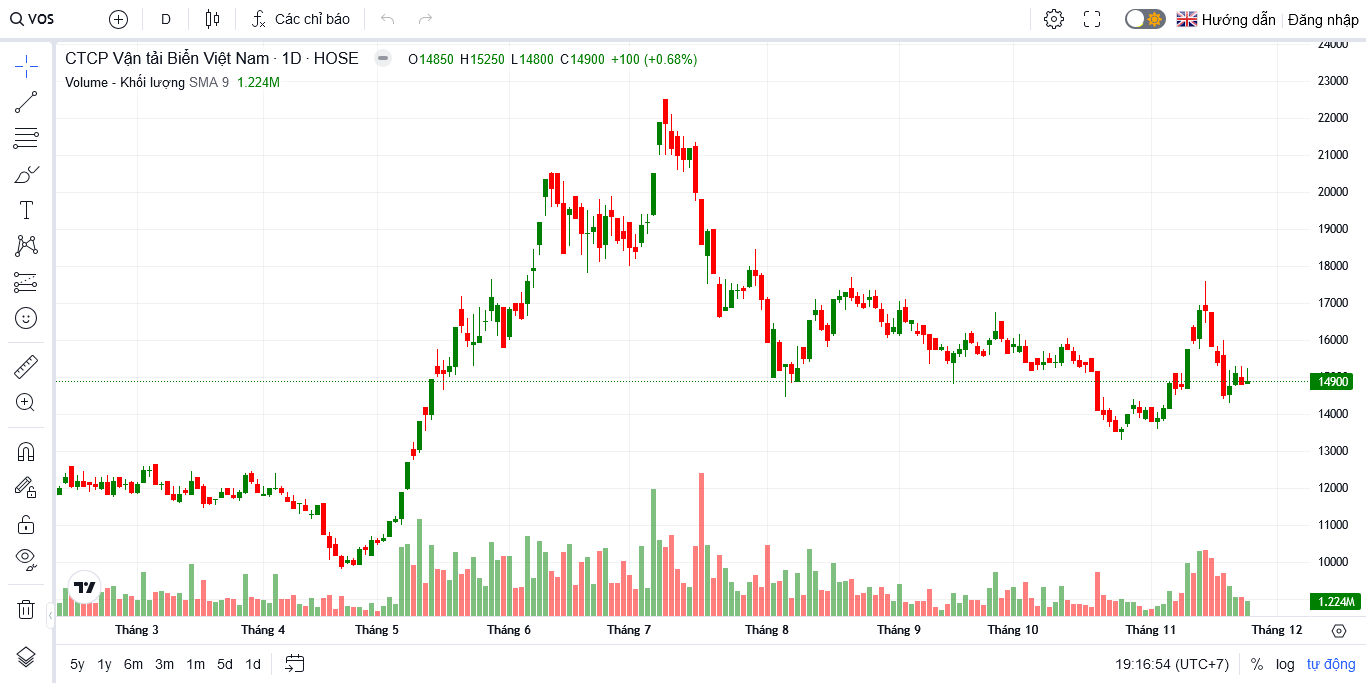 VOS D Các chỉ báo Hướng dẫn Đăng nhập
CTCP Vận tải Biển Việt Nam · 1D · HOSE O14850 H15250 L14800 C14900 +100 (+0.68%)
Volume - Khối lượng SMA 9 1.224M
24000
23000
22000
21000
20000
19000
18000
17000
16000
14900
14000
13000
12000
11000
10000
1.224M
Tháng 3 Tháng 4 Tháng 5 Tháng 6 Tháng 7 Tháng 8 Tháng 9 Tháng 10 Tháng 11 Tháng 12
5y 1y 6m 3m 1m 5d 1d 19:16:54 (UTC+7) % log tự động